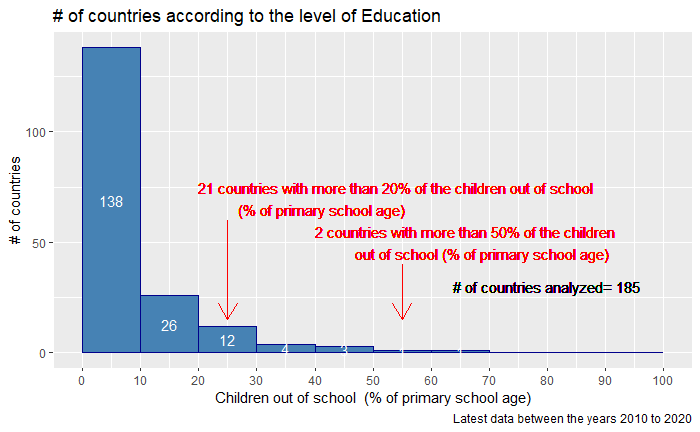 # of countries according to the level of Education
# of countries
100
50
0
138
26
12
4
3
1
1
21 countries with more than 20% of the children out of school
(% of primary school age)
2 countries with more than 50% of the children
out of school (% of primary school age)
# of countries analyzed= 185
0 10 20 30 40 50 60 70 80 90 100
Children out of school (% of primary school age)
Latest data between the years 2010 to 2020